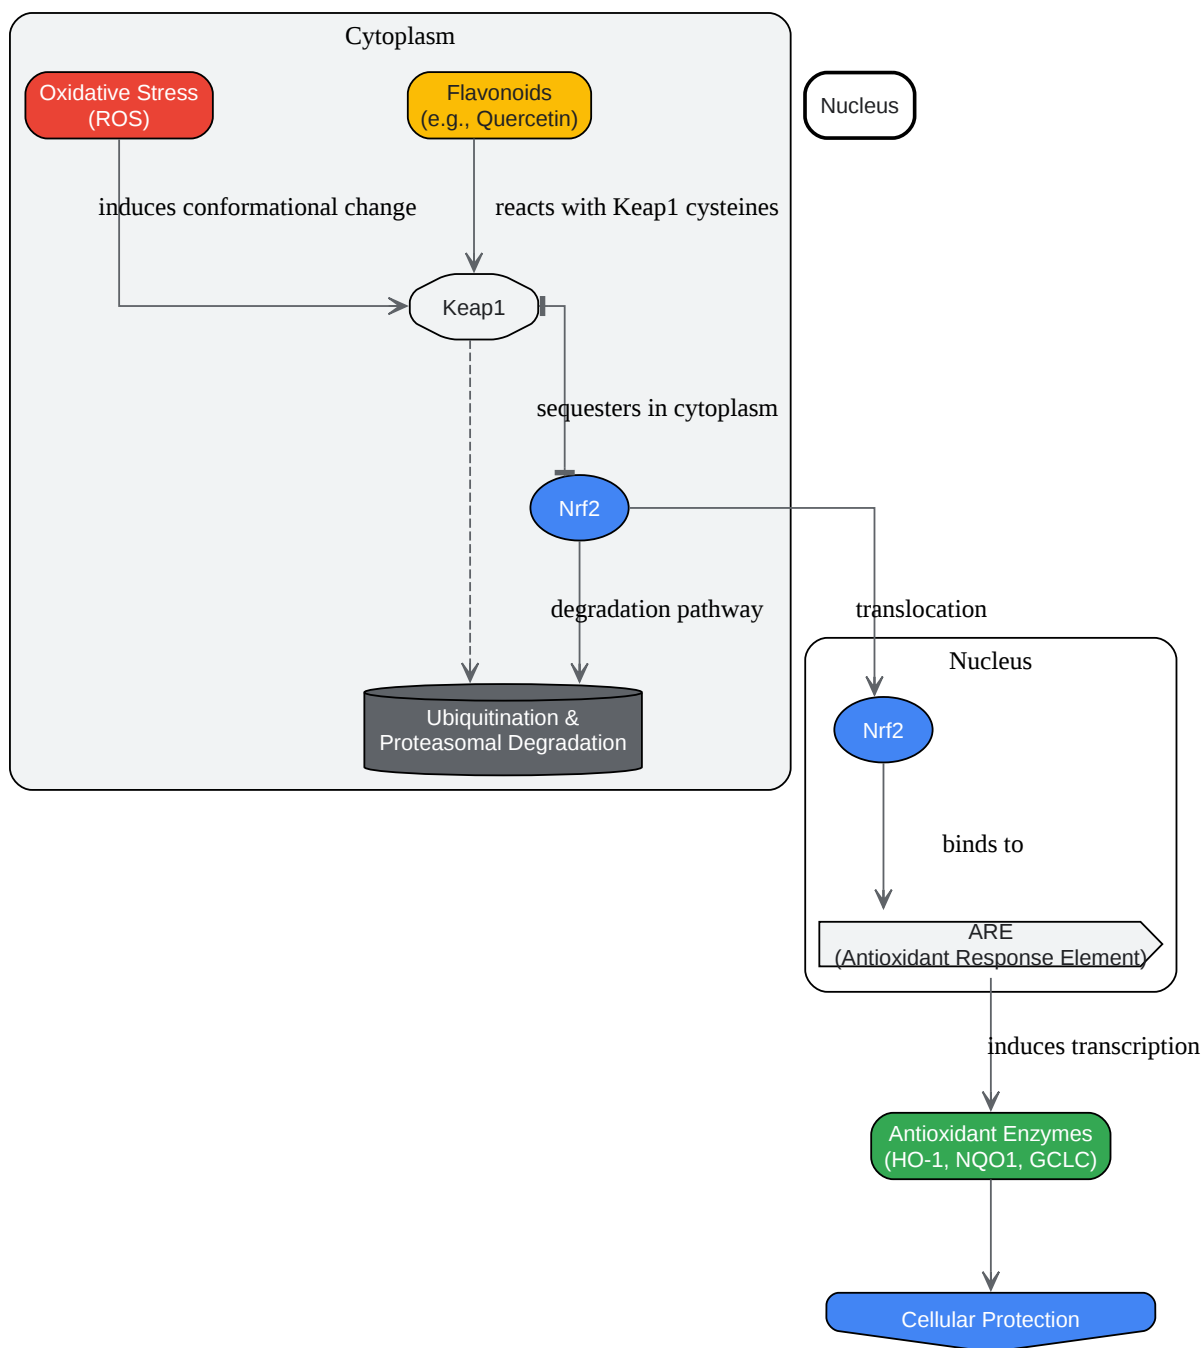 Cytoplasm
Oxidative Stress
(ROS)
Flavonoids
(e.g., Quercetin)
Nucleus
induces conformational change
reacts with Keap1 cysteines
Keap1
sequesters in cytoplasm
Nrf2
degradation pathway
translocation
Nucleus
Ubiquitination &
Proteasomal Degradation
Nrf2
binds to
ARE
(Antioxidant Response Element)
induces transcription
Antioxidant Enzymes
(HO-1, NQO1, GCLC)
Cellular Protection